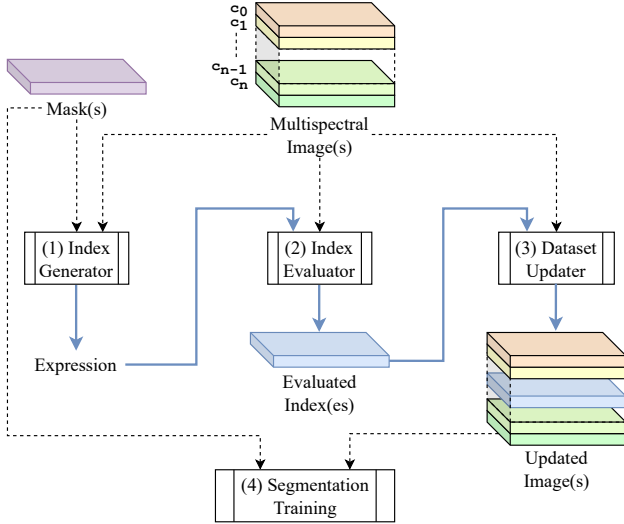 c0
c1
cn-1
cn
Mask(s)
Multispectral
Image(s)
(1) Index
Generator
(2) Index
Evaluator
(3) Dataset
Updater
Expression
Evaluated
Index(es)
Updated
Image(s)
(4) Segmentation
Training